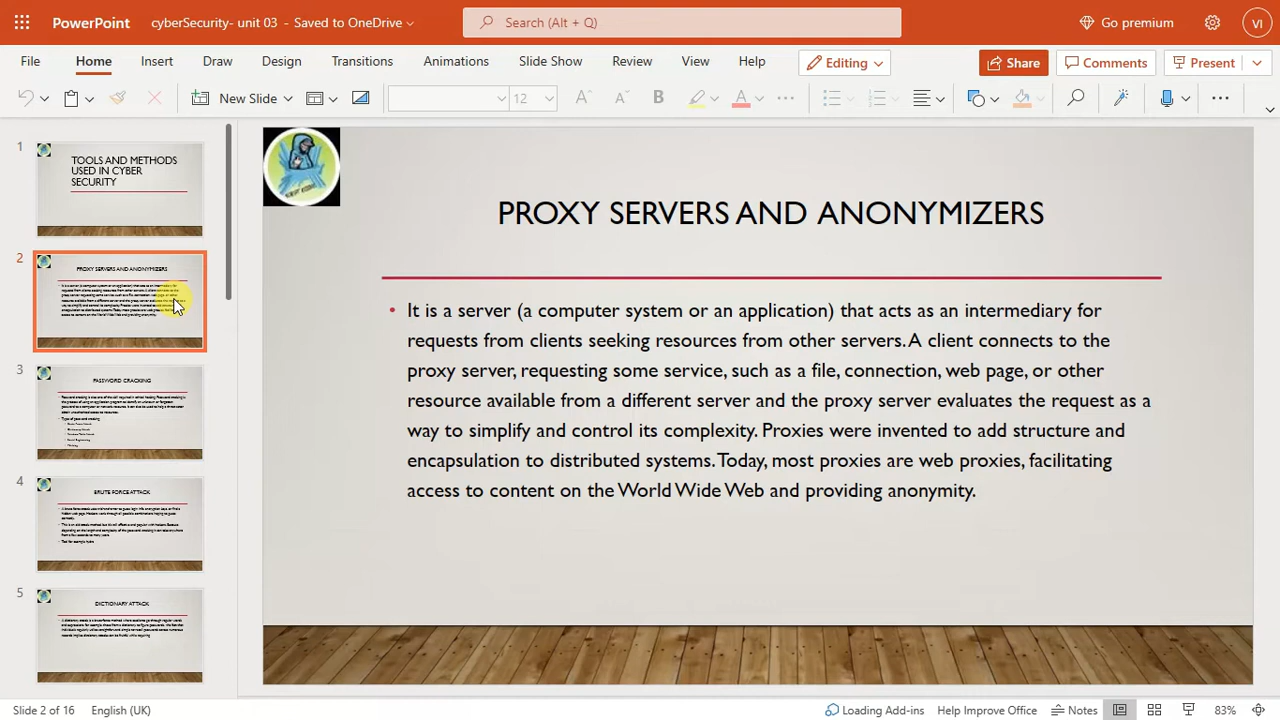 PowerPoint
cyberSecurity- unit 03 - Saved to OneDrive
Search (Alt + Q)
Go premium
VI
File
Home
Insert
Draw
Design
Transitions
Animations
Slide Show
Review
View
Help
Editing
Share
Comments
Present
New Slide
12
B
A
1
TOOLS AND METHODS
USED IN CYBER
SECURITY
2
PROXY SERVERS AND ANONYMIZERS
3
PASSWORD CRACKING
4
BRUTE FORCE ATTACK
5
DICTIONARY ATTACK
PROXY SERVERS AND ANONYMIZERS
• It is a server (a computer system or an application) that acts as an intermediary for
requests from clients seeking resources from other servers. A client connects to the
proxy server, requesting some service, such as a file, connection, web page, or other
resource available from a different server and the proxy server evaluates the request as a
way to simplify and control its complexity. Proxies were invented to add structure and
encapsulation to distributed systems. Today, most proxies are web proxies, facilitating
access to content on the World Wide Web and providing anonymity.
Slide 2 of 16
English (UK)
Loading Add-ins
Help Improve Office
Notes
83%